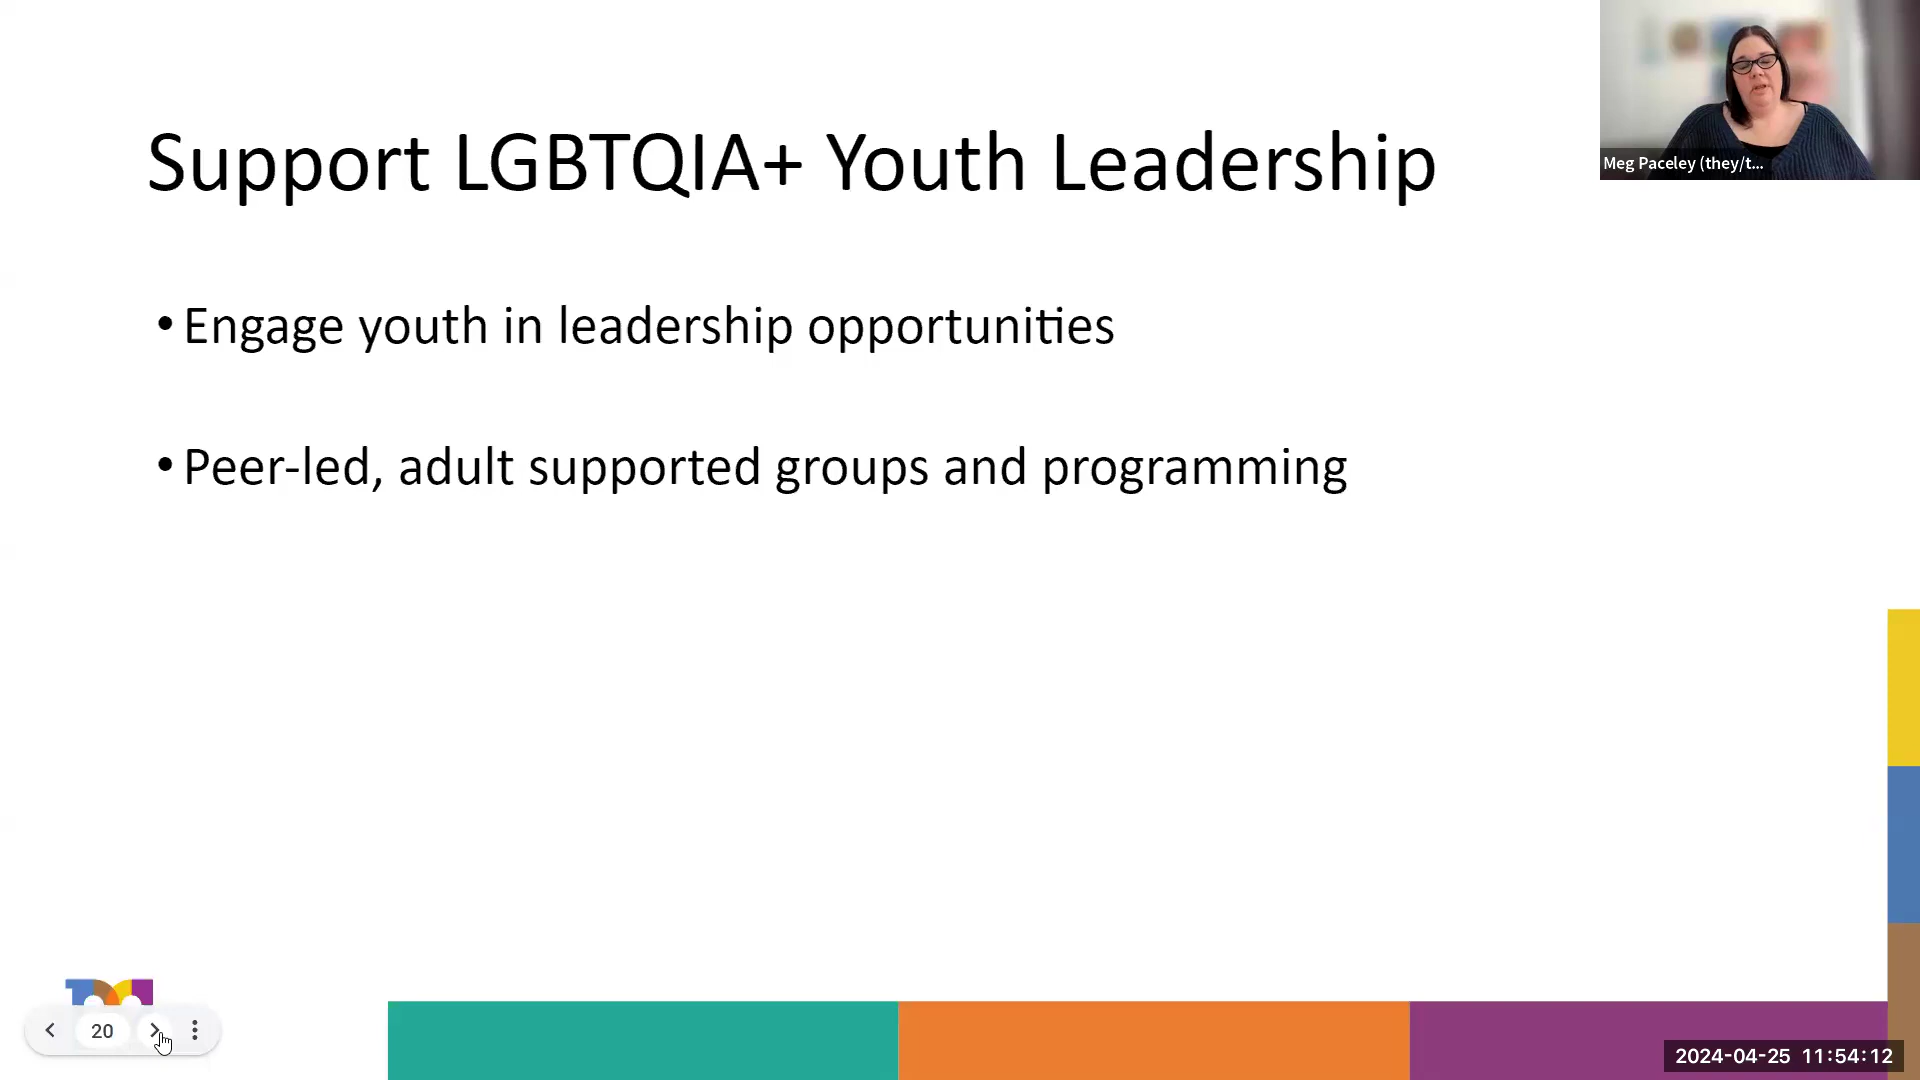 Support LGBTQIA+ Youth Leadership
• Engage youth in leadership opportunities
• Peer-led, adult supported groups and programming
Meg Paceley (they/t...
20
2024-04-25 11:54:12